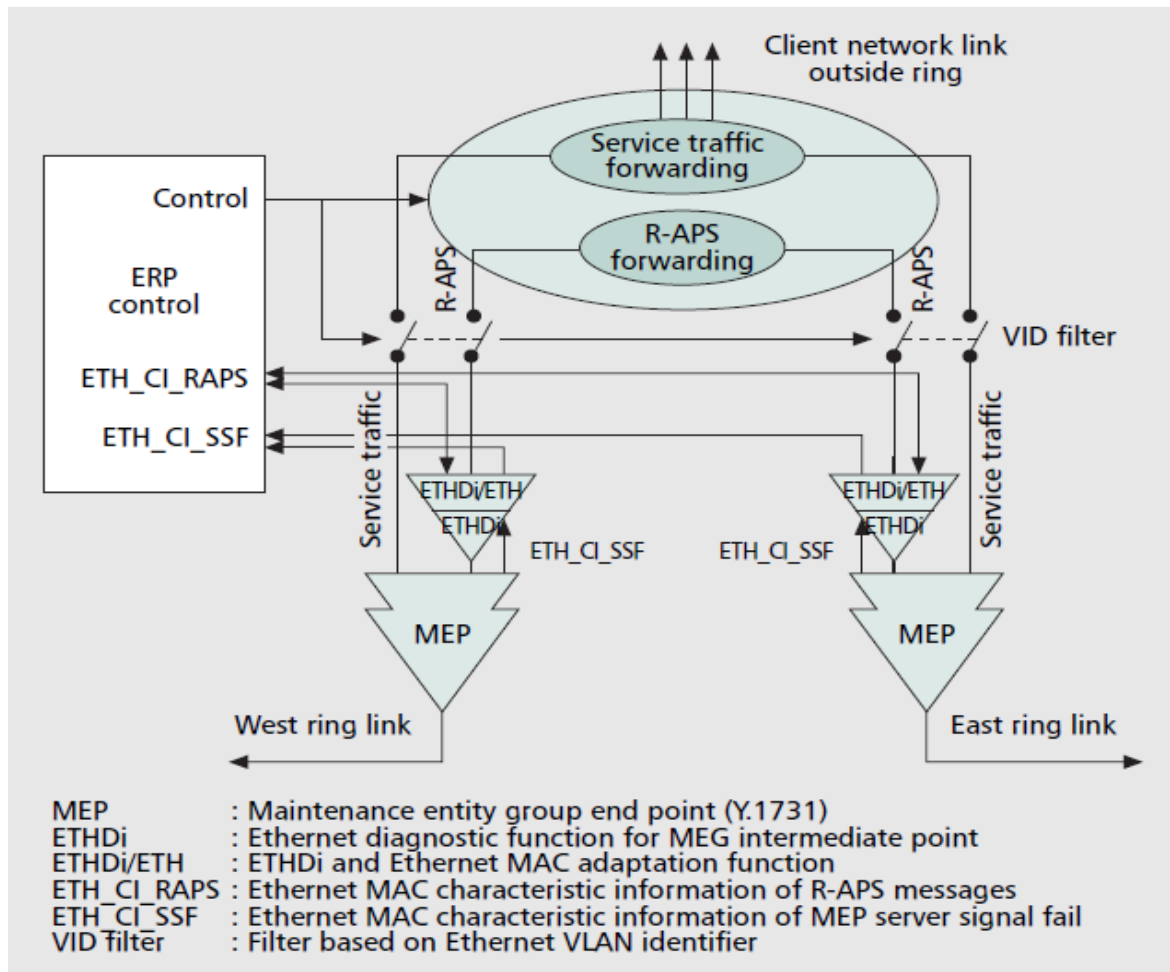 Client network link
outside ring
Service traffic
forwarding
Control
R-APS
forwarding
ERP
control
R-APS
R-APS
VID filter
ETH_CI_RAPS
ETH_CI_SSF
Service traffic
Service traffic
ETHDi/ETH
ETHDi
ETHDi/ETH
ETHDi
ETH_CI_SSF
ETH_CI_SSF
MEP
MEP
West ring link
East ring link
MEP : Maintenance entity group end point (Y.1731)
ETHDi : Ethernet diagnostic function for MEG intermediate point
ETHDi/ETH : ETHDi and Ethernet MAC adaptation function
ETH_CI_RAPS : Ethernet MAC characteristic information of R-APS messages
ETH_CI_SSF : Ethernet MAC characteristic information of MEP server signal fail
VID filter : Filter based on Ethernet VLAN identifier